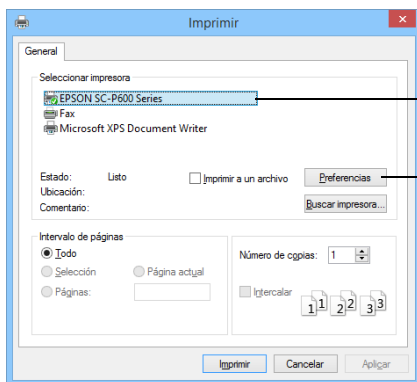 Imprimir
General
Seleccionar impresora
EPSON SC-P600 Series
Fax
Microsoft XPS Document Writer
Estado: Listo
Imprimir a un archivo
Preferencias
Ubicación:
Comentario:
Buscar impresora...
Intervalo de páginas
Todo
Selección
Página actual
Páginas:
Número de copias: 1
Intercalar
1 1 2 2 3 3
Imprimir
Cancelar
Aplicar